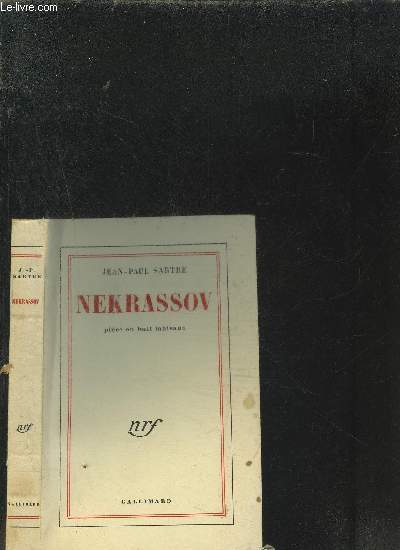 Le-livre.com
J.-P.
SARTRE
NEKRASSOV
nrf
GALLIMARD
JEAN-PAUL SARTRE
NEKRASSOV
pièce en huit tableaux
nrf
GALLIMARD